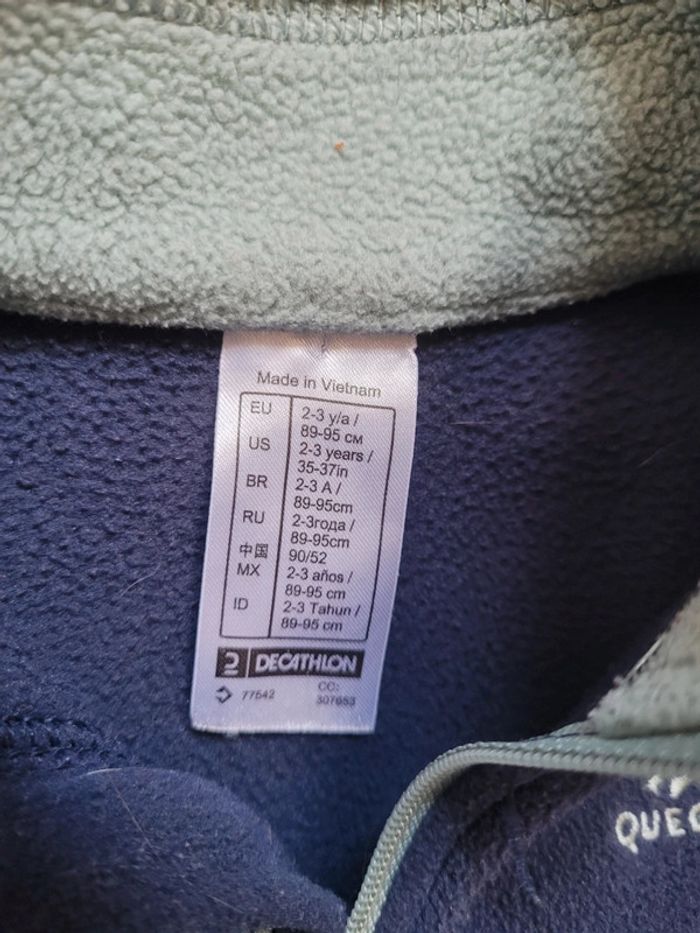 Made in Vietnam
EU 2-3 y/a /
89-95 см
US 2-3 years /
35-37in
BR 2-3 A /
89-95cm
RU 2-3года /
89-95cm
中国 90/52
MX 2-3 años /
89-95 cm
ID 2-3 Tahun /
89-95 cm
DECATHLON
77542 CC:
307653
QUEC